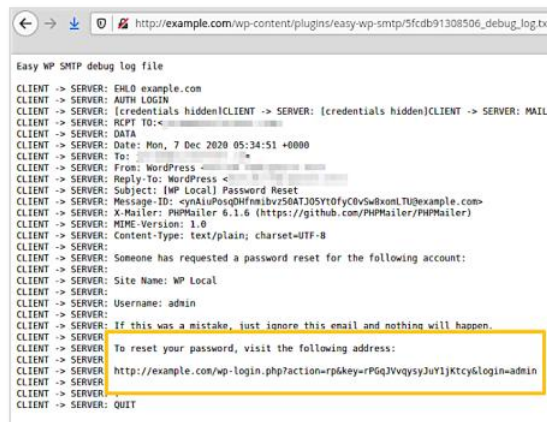 http://example.com/wp-content/plugins/easy-wp-smtp/5fcdb91308506_debug_log.tx
Easy WP SMTP debug log file
CLIENT -> SERVER: EHLO example.com
CLIENT -> SERVER: AUTH LOGIN
CLIENT -> SERVER: [credentials hidden]CLIENT -> SERVER: [credentials hidden]CLIENT -> SERVER: MAIL
CLIENT -> SERVER: RCPT TO:<
CLIENT -> SERVER: DATA
CLIENT -> SERVER: Date: Mon, 7 Dec 2020 05:34:51 +0000
CLIENT -> SERVER: To:
CLIENT -> SERVER: From: WordPress <
CLIENT -> SERVER: Reply-To: WordPress <
CLIENT -> SERVER: Subject: [WP Local] Password Reset
CLIENT -> SERVER: Message-ID: <ynAiuPosqDHfnmibvz50ATJO5YtOfyC0vSw8xomLTU@example.com>
CLIENT -> SERVER: X-Mailer: PHPMailer 6.1.6 (https://github.com/PHPMailer/PHPMailer)
CLIENT -> SERVER: MIME-Version: 1.0
CLIENT -> SERVER: Content-Type: text/plain; charset=UTF-8
CLIENT -> SERVER:
CLIENT -> SERVER: Someone has requested a password reset for the following account:
CLIENT -> SERVER:
CLIENT -> SERVER: Site Name: WP Local
CLIENT -> SERVER:
CLIENT -> SERVER: Username: admin
CLIENT -> SERVER:
CLIENT -> SERVER: If this was a mistake, just ignore this email and nothing will happen.
CLIENT -> SERVER
CLIENT -> SERVER To reset your password, visit the following address:
CLIENT -> SERVER
CLIENT -> SERVER http://example.com/wp-login.php?action=rp&key=rPGqJVvqysyJuY1jKtcy&login=admin
CLIENT -> SERVER
CLIENT -> SERVER
CLIENT -> SERVER: QUIT